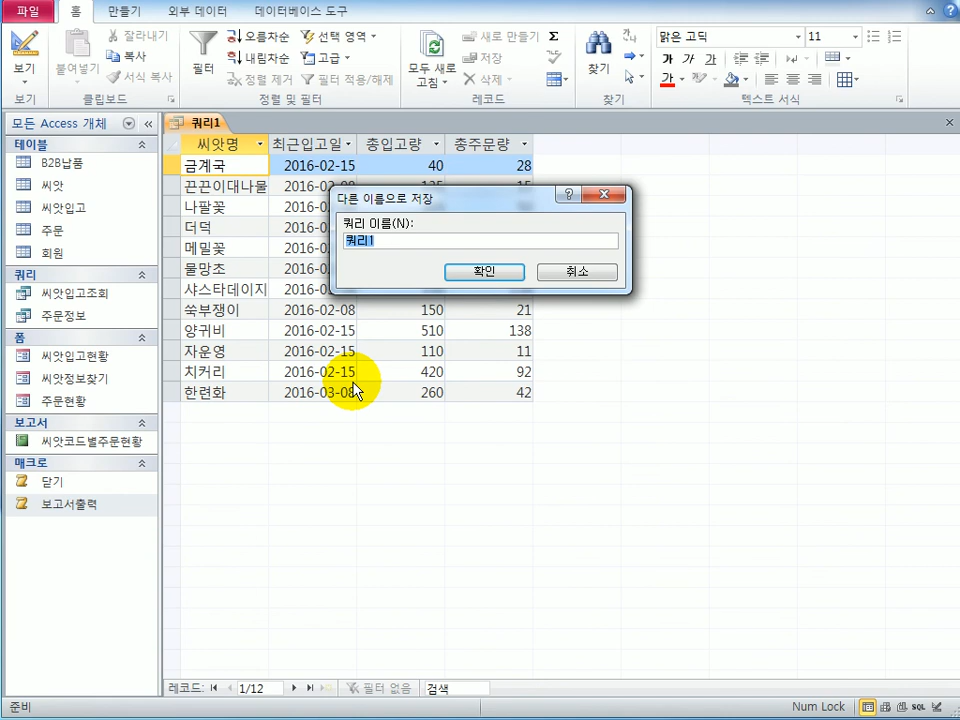 파일 홈 만들기 외부 데이터 데이터베이스 도구
보기
보기
붙여넣기
잘라내기
복사
서식 복사
클립보드
필터
오름차순
내림차순
정렬 제거
선택 영역
고급
필터 적용/해제
정렬 및 필터
모두 새로
고침
새로 만들기
저장
삭제
Σ
레코드
찾기
찾기
맑은 고딕 11
가 가 가
가
텍스트 서식
모든 Access 개체
테이블
B2B납품
씨앗
씨앗입고
주문
회원
쿼리
씨앗입고조회
주문정보
폼
씨앗입고현황
씨앗정보찾기
주문현황
보고서
씨앗코드별주문현황
매크로
닫기
보고서출력
쿼리1
씨앗명 최근입고일 총입고량 총주문량
금계국 2016-02-15 40 28
끈끈이대나물
나팔꽃 2016
더덕 2016
메밀꽃 2016
물망초 2016
샤스타데이지
쑥부쟁이 2016-02-08 150 21
양귀비 2016-02-15 510 138
자운영 2016-02-15 110 11
치커리 2016-02-15 420 92
한련화 2016-03-08 260 42
다른 이름으로 저장
쿼리 이름(N):
쿼리1
확인 취소
레코드: 1/12 필터 없음 검색
준비 Num Lock SQL